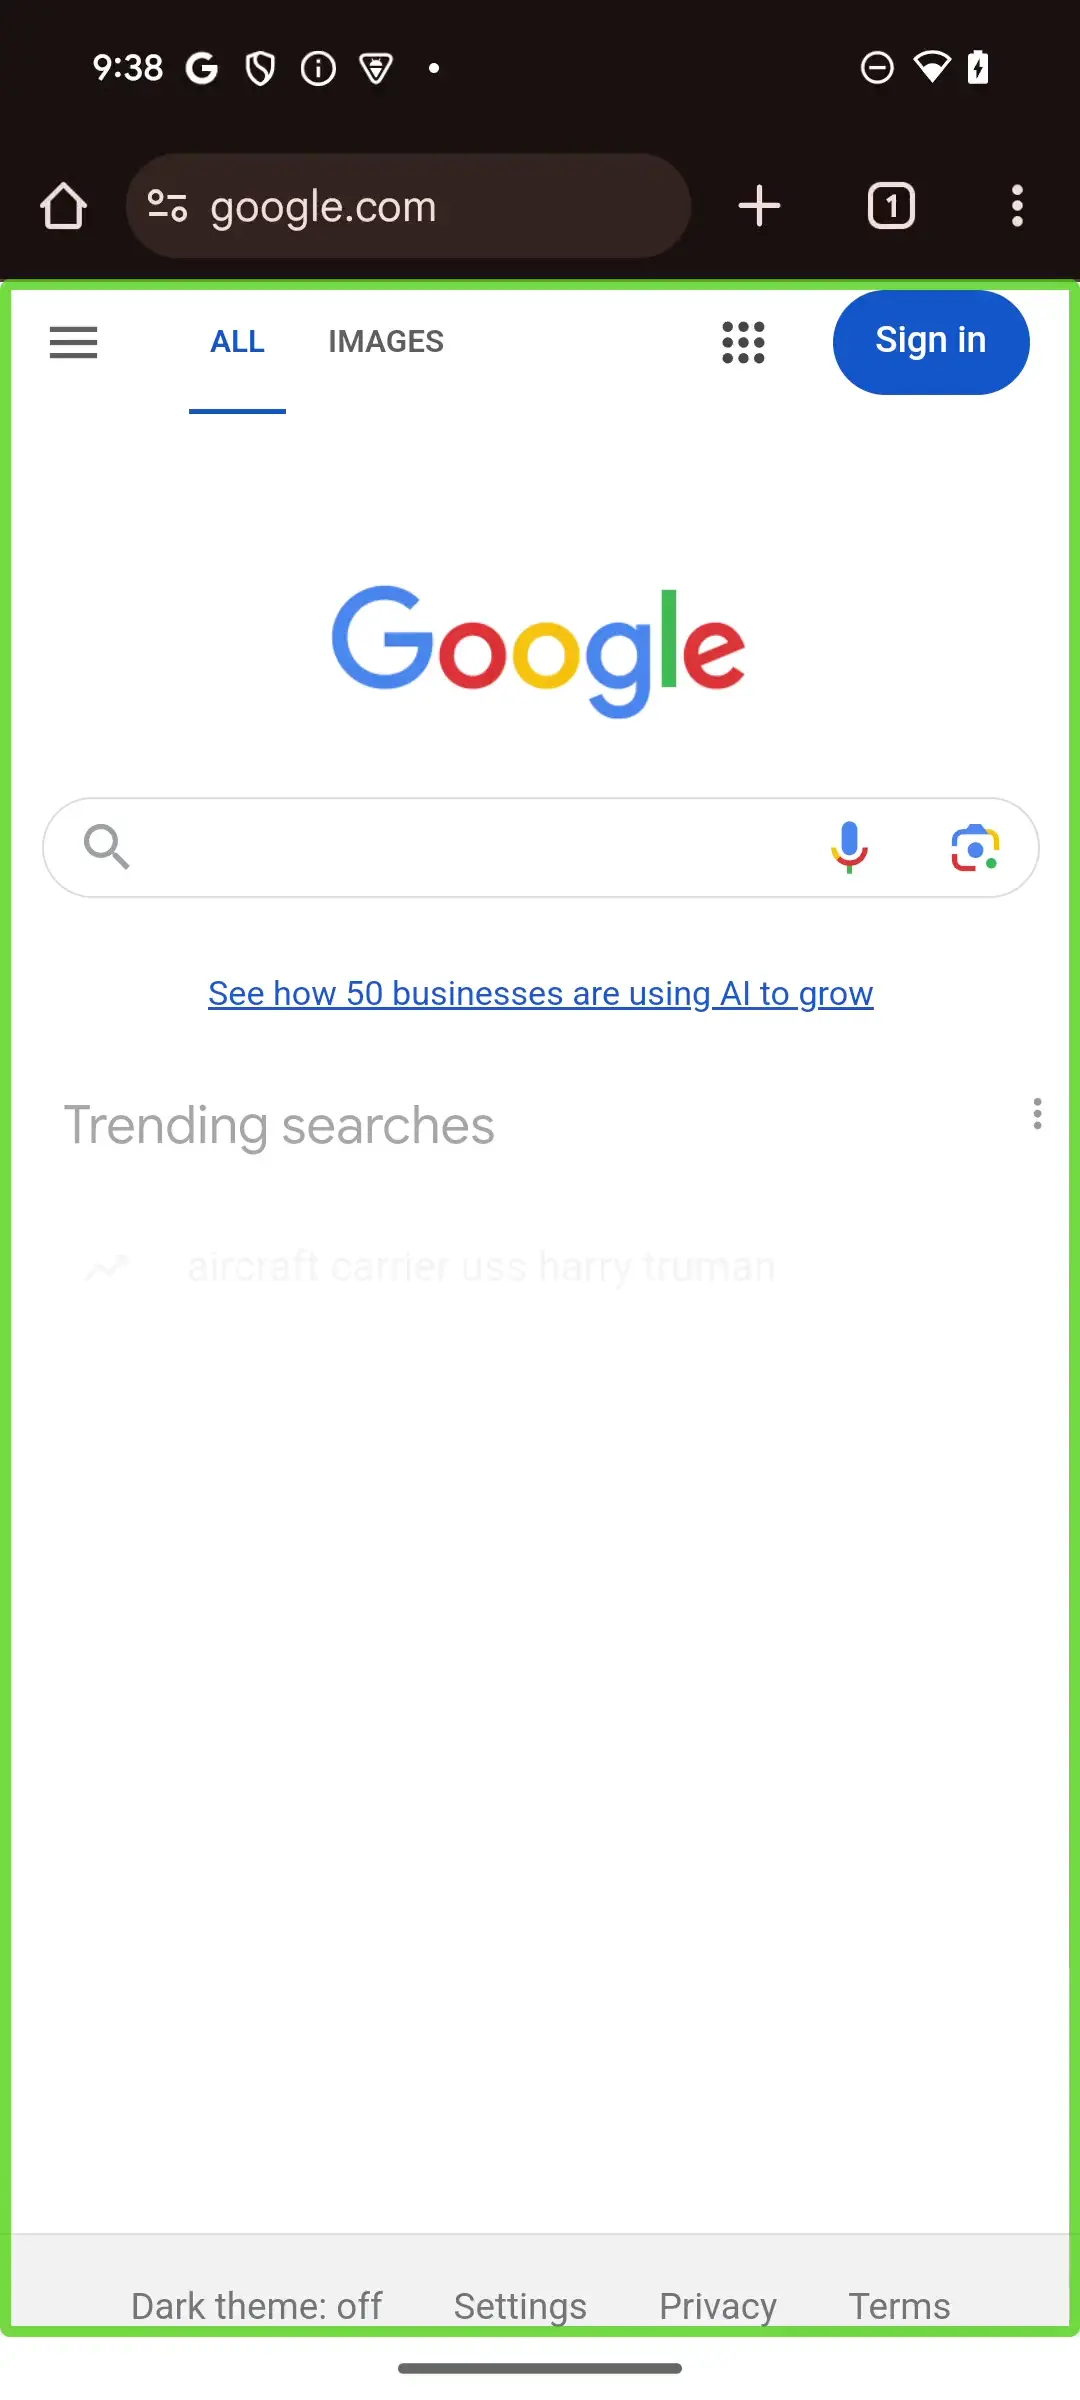 9:38
google.com
1
ALL IMAGES Sign in
Google
See how 50 businesses are using AI to grow
Trending searches
aircraft carrier uss harry truman
Dark theme: off Settings Privacy Terms